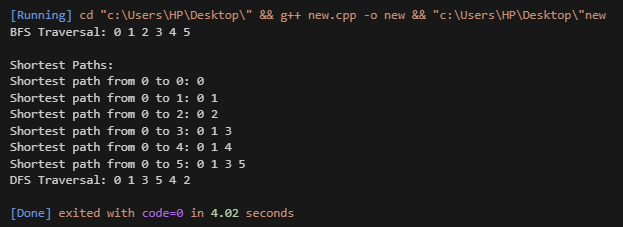 [Running] cd "c:\Users\HP\Desktop\" && g++ new.cpp -o new && "c:\Users\HP\Desktop\"new
BFS Traversal: 0 1 2 3 4 5
Shortest Paths:
Shortest path from 0 to 0: 0
Shortest path from 0 to 1: 0 1
Shortest path from 0 to 2: 0 2
Shortest path from 0 to 3: 0 1 3
Shortest path from 0 to 4: 0 1 4
Shortest path from 0 to 5: 0 1 3 5
DFS Traversal: 0 1 3 5 4 2
[Done] exited with code=0 in 4.02 seconds